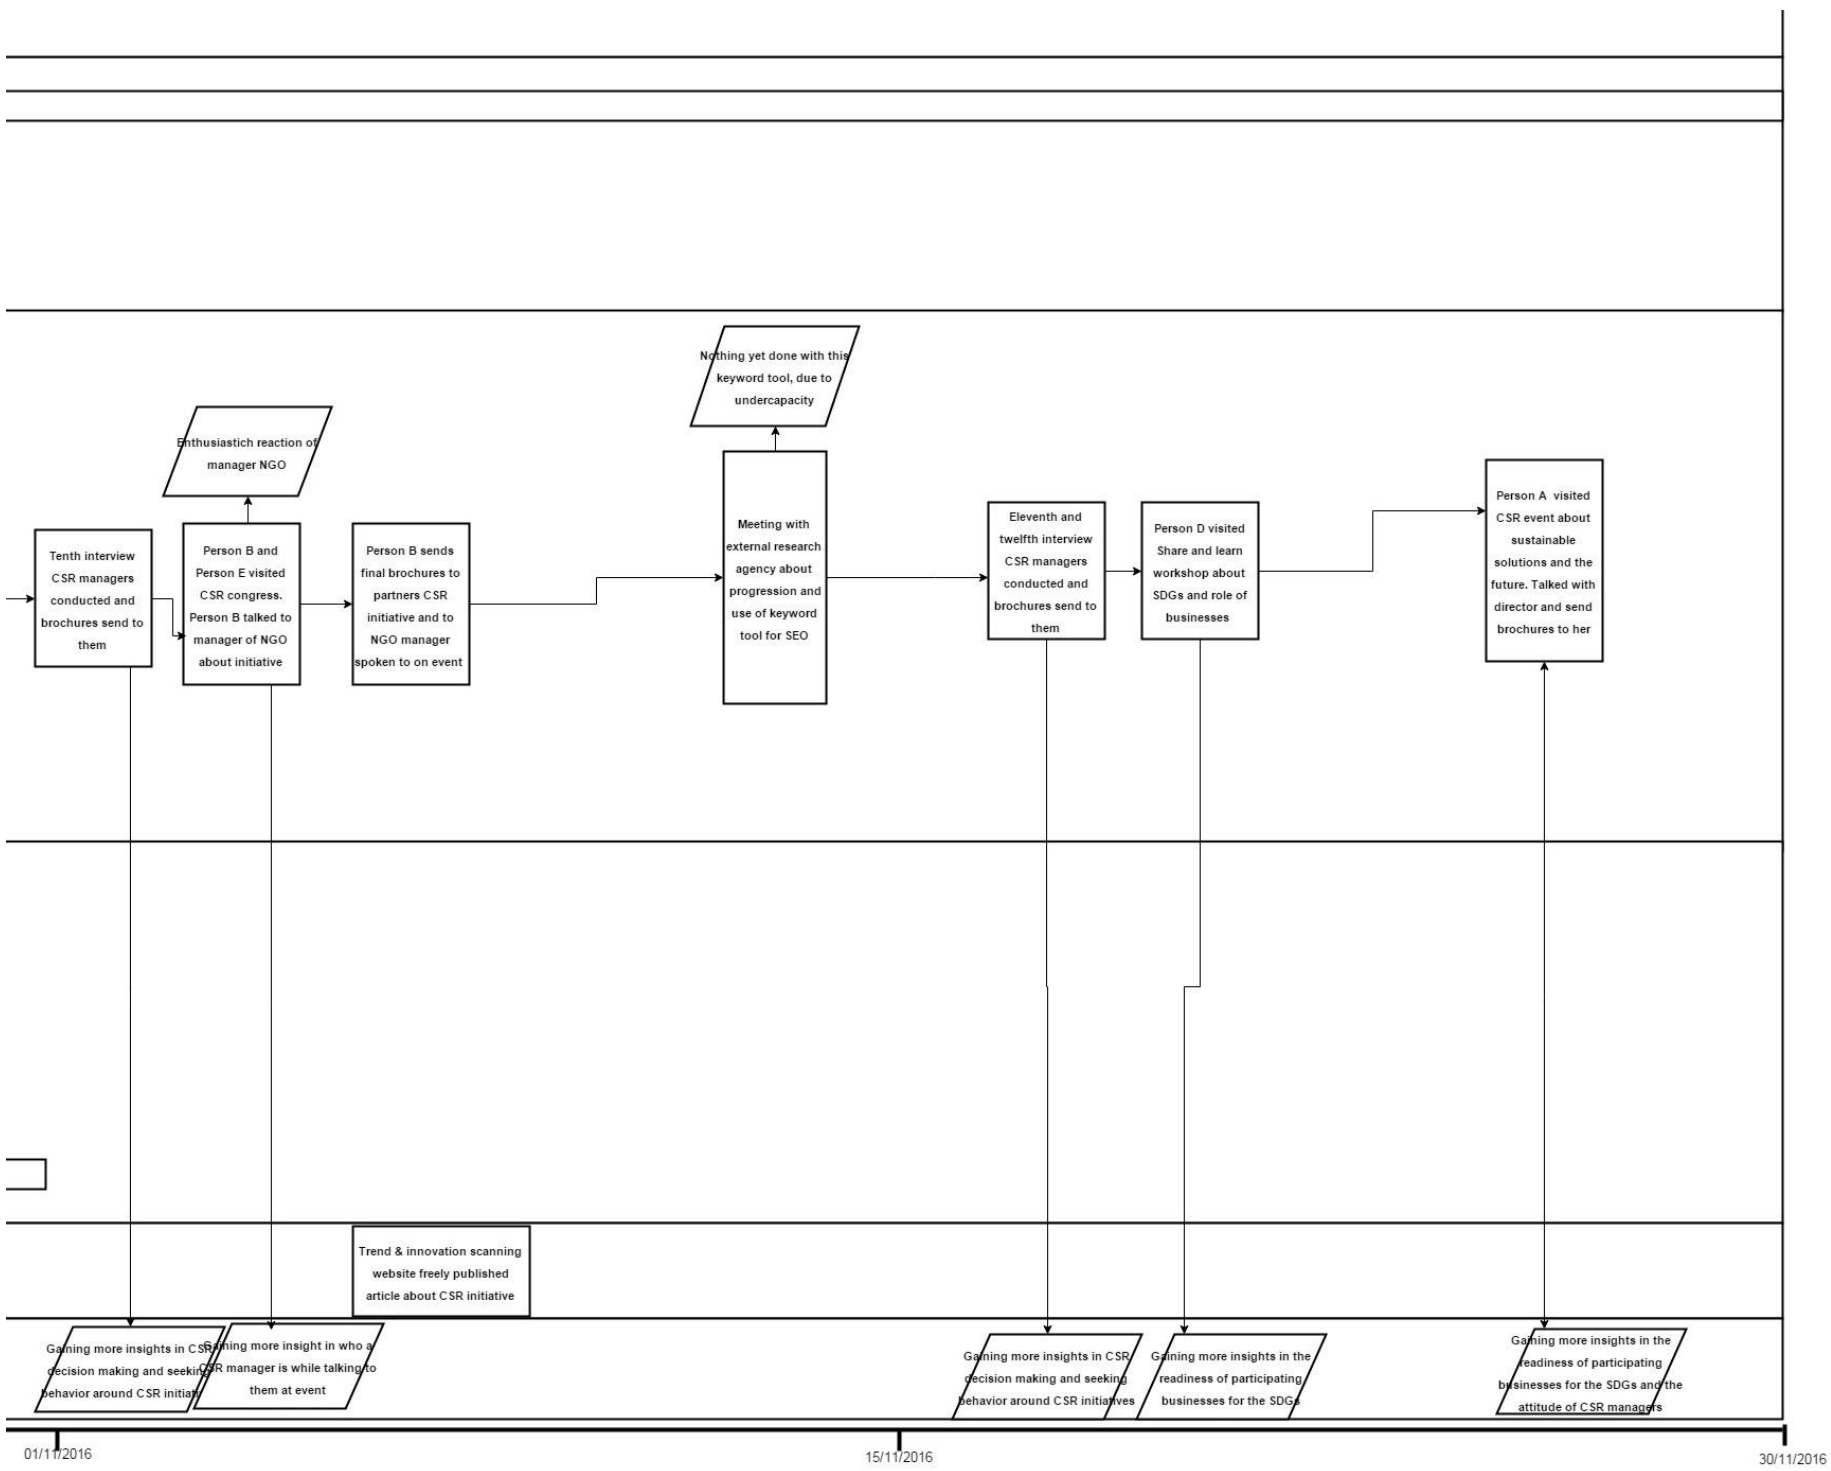 Nothing yet done with this
keyword tool, due to
undercapacity
Enthusiastich reaction of
manager NGO
Tenth interview
CSR managers
conducted and
brochures send to
them
Person B and
Person E visited
CSR congress.
Person B talked to
manager of NGO
about initiative
Person B sends
final brochures to
partners CSR
initiative and to
NGO manager
spoken to on event
Meeting with
external research
agency about
progression and
use of keyword
tool for SEO
Eleventh and
twelfth interview
CSR managers
conducted and
brochures send to
them
Person D visited
Share and learn
workshop about
SDGs and role of
businesses
Person A visited
CSR event about
sustainable
solutions and the
future. Talked with
director and send
brochures to her
Trend & innovation scanning
website freely published
article about CSR initiative
Gaining more insights in CSR
decision making and seeking
behavior around CSR
Gaining more insight in who a
CSR manager is while talking to
them at event
Gaining more insights in CSR
decision making and seeking
behavior around CSR initiatives
Gaining more insights in the
readiness of participating
businesses for the SDGs
Gaining more insights in the
readiness of participating
businesses for the SDGs and the
attitude of CSR managers
01/11/2016
15/11/2016
30/11/2016